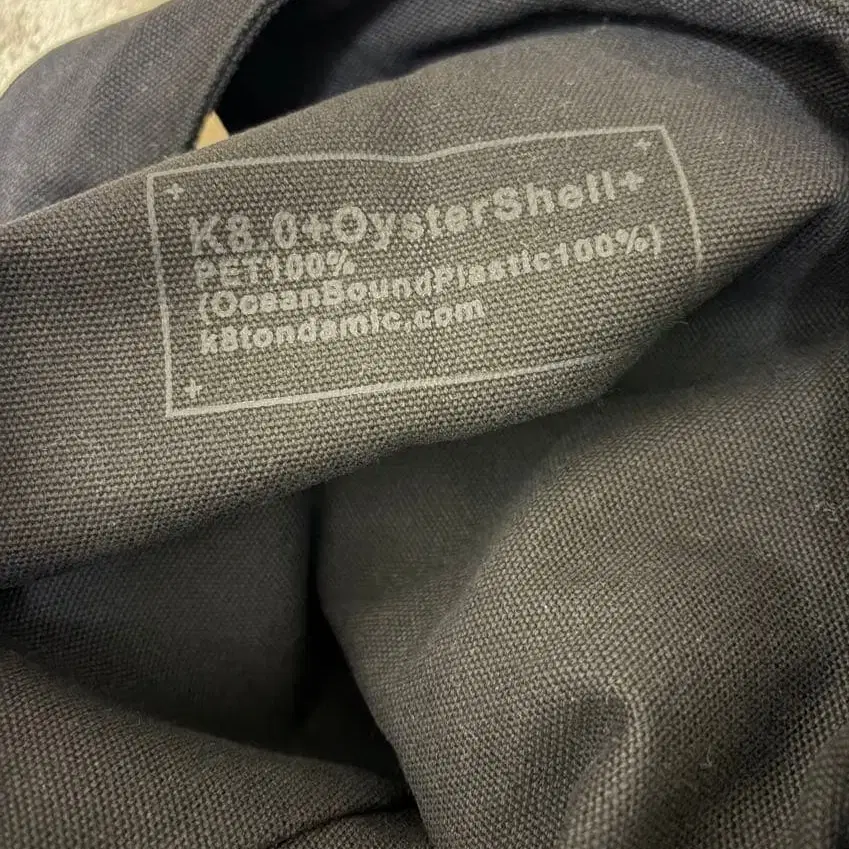 K8.0+OysterShell+
PET100%
(OceanBoundPlastic100%)
k8tondamic.com